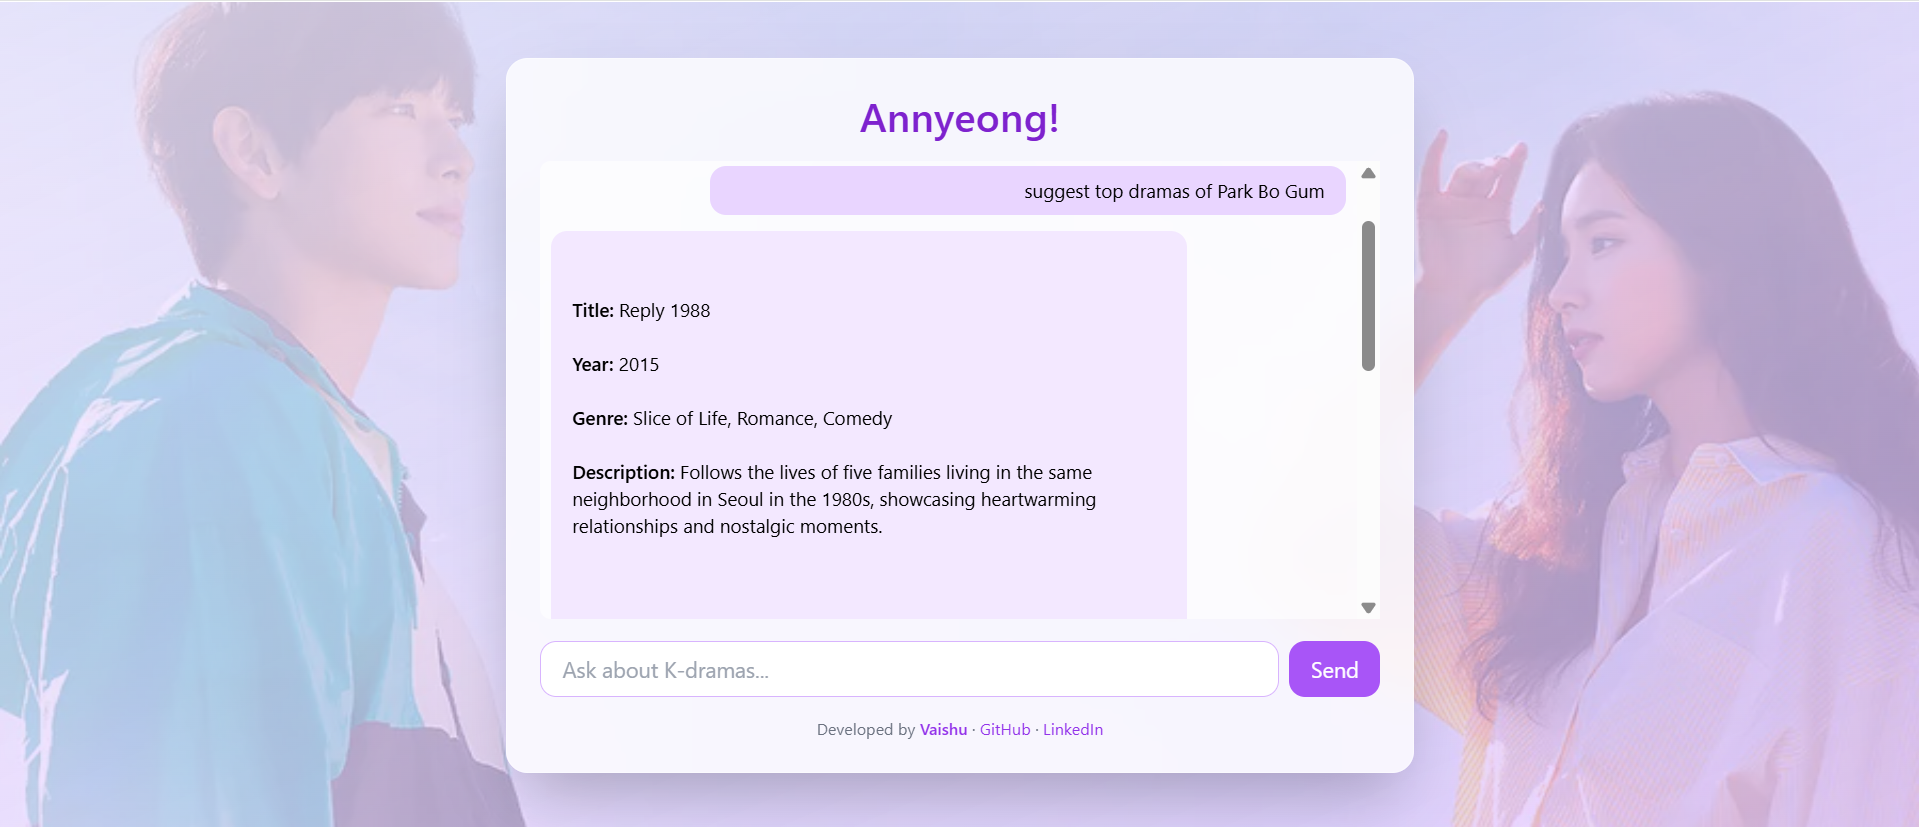 Annyeong!
suggest top dramas of Park Bo Gum
Title: Reply 1988
Year: 2015
Genre: Slice of Life, Romance, Comedy
Description: Follows the lives of five families living in the same
neighborhood in Seoul in the 1980s, showcasing heartwarming
relationships and nostalgic moments.
Ask about K-dramas...
Send
Developed by Vaishu · GitHub · LinkedIn